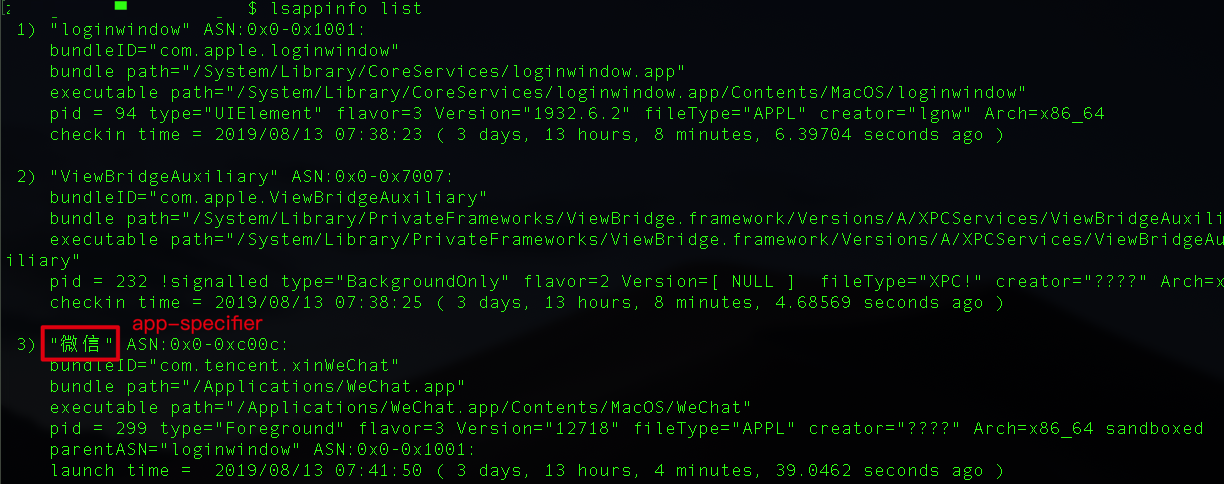 $ lsappinfo list
1) "loginwindow" ASN:0x0-0x1001:
bundleID="com.apple.loginwindow"
bundle path="/System/Library/CoreServices/loginwindow.app"
executable path="/System/Library/CoreServices/loginwindow.app/Contents/MacOS/loginwindow"
pid = 94 type="UIElement" flavor=3 Version="1932.6.2" fileType="APPL" creator="lgnw" Arch=x86_64
checkin time = 2019/08/13 07:38:23 ( 3 days, 13 hours, 8 minutes, 6.39704 seconds ago )
2) "ViewBridgeAuxiliary" ASN:0x0-0x7007:
bundleID="com.apple.ViewBridgeAuxiliary"
bundle path="/System/Library/PrivateFrameworks/ViewBridge.framework/Versions/A/XPCServices/ViewBridgeAuxili
executable path="/System/Library/PrivateFrameworks/ViewBridge.framework/Versions/A/XPCServices/ViewBridgeAu
iliary"
pid = 232 !signalled type="BackgroundOnly" flavor=2 Version=[ NULL ]  fileType="XPC!" creator="????" Arch=x
checkin time = 2019/08/13 07:38:25 ( 3 days, 13 hours, 8 minutes, 4.68569 seconds ago )
app-specifier
3) "微信" ASN:0x0-0xc00c:
bundleID="com.tencent.xinWeChat"
bundle path="/Applications/WeChat.app"
executable path="/Applications/WeChat.app/Contents/MacOS/WeChat"
pid = 299 type="Foreground" flavor=3 Version="12718" fileType="APPL" creator="????" Arch=x86_64 sandboxed
parentASN="loginwindow" ASN:0x0-0x1001:
launch time =  2019/08/13 07:41:50 ( 3 days, 13 hours, 4 minutes, 39.0462 seconds ago )